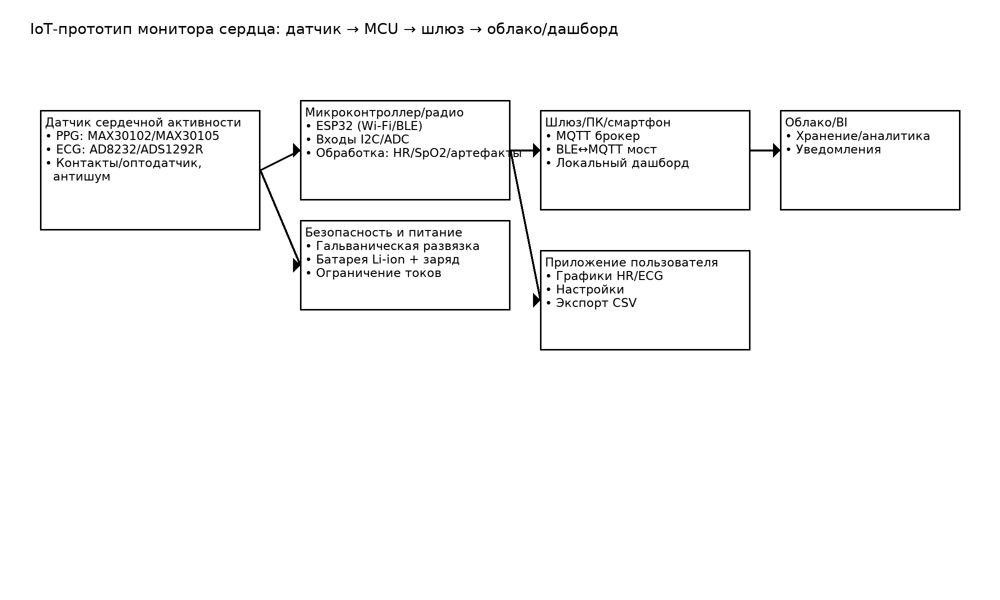 IoT-прототип монитора сердца: датчик → MCU → шлюз → облако/дашборд
Датчик сердечной активности
• PPG: MAX30102/MAX30105
• ECG: AD8232/ADS1292R
• Контакты/оптодатчик,
антишум
Микроконтроллер/радио
• ESP32 (Wi-Fi/BLE)
• Входы I2C/ADC
• Обработка: HR/SpO2/артефакты
Безопасность и питание
• Гальваническая развязка
• Батарея Li-ion + заряд
• Ограничение токов
Шлюз/ПК/смартфон
• MQTT брокер
• BLE↔MQTT мост
• Локальный дашборд
Приложение пользователя
• Графики HR/ECG
• Настройки
• Экспорт CSV
Облако/BI
• Хранение/аналитика
• Уведомления